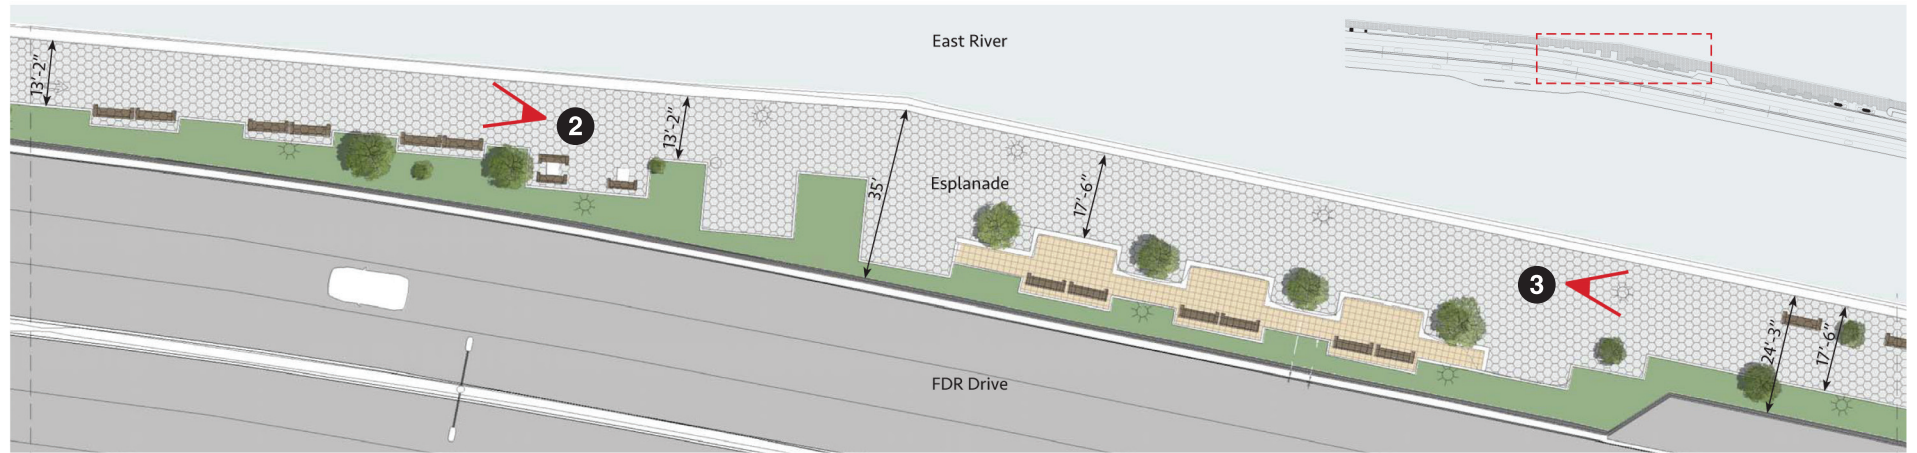 East River
13'-2"
2
13'-2"
35'
Esplanade
17'-6"
3
24'-3"
17'-6"
FDR Drive